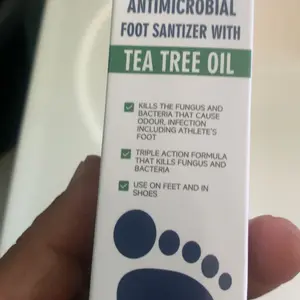 ANTIMICROBIAL
FOOT SANTIZER WITH
TEA TREE OIL
KILLS THE FUNGUS AND
BACTERIA THAT CAUSE
ODOUR, INFECTION
INCLUDING ATHLETE'S
FOOT
TRIPLE ACTION FORMULA
THAT KILLS FUNGUS AND
BACTERIA
USE ON FEET AND IN
SHOES